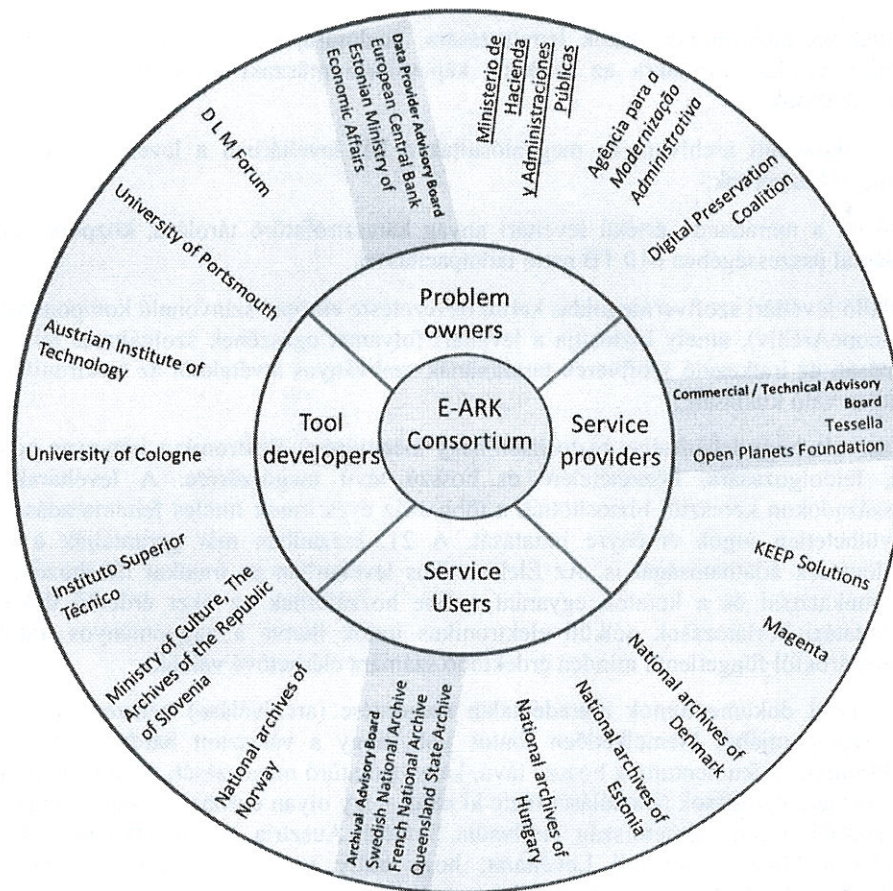 Data Provider Advisory Board
European Central Bank
Estonian Ministry of
Economic Affairs
Ministerio de
Hacienda
y Administraciones
Públicas
Agência para a
Modernização
Administrativa
Digital Preservation
Coalition
Commercial / Technical Advisory
Board
Tessella
Open Planets Foundation
KEEP Solutions
Magenta
National archives of
Denmark
National archives of
Estonia
National archives of
Hungary
Archival Advisory Board
Swedish National Archive
French National Archive
Queensland State Archive
National archives of
Norway
Ministry of Culture, The
Archives of the Republic
of Slovenia
Instituto Superior
Técnico
University of Cologne
Austrian Institute of
Technology
University of Portsmouth
D L M Forum
Problem
owners
Service
providers
Service
Users
Tool
developers
E-ARK
Consortium